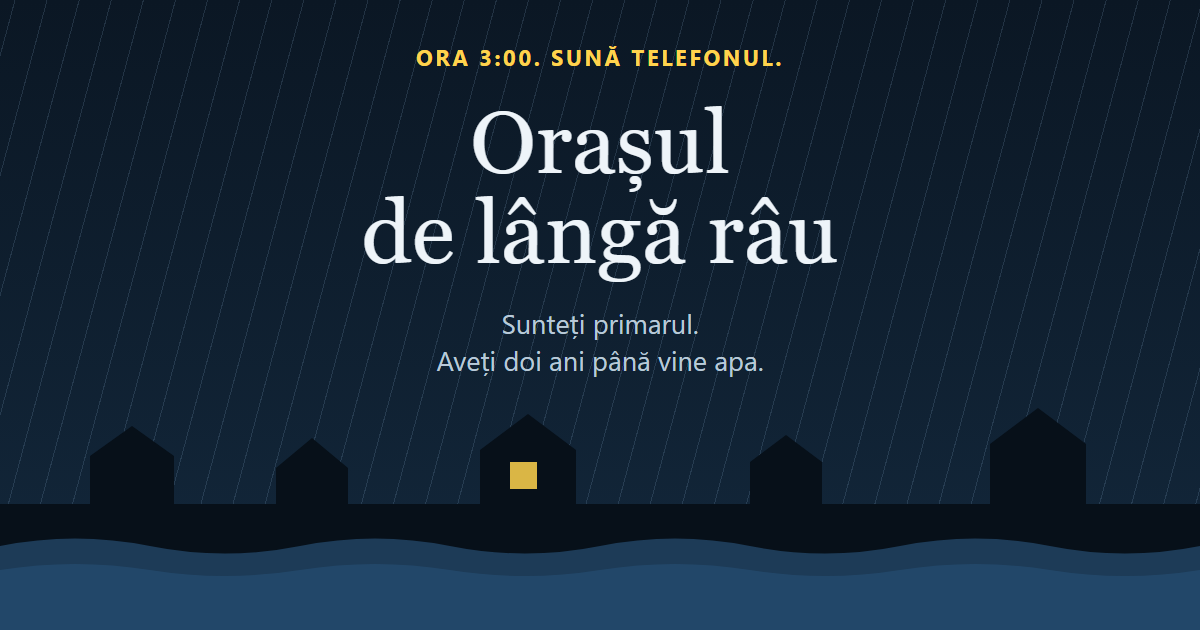 ORA 3:00. SUNĂ TELEFONUL.
Orașul
de lângă râu
Sunteți primarul.
Aveți doi ani până vine apa.